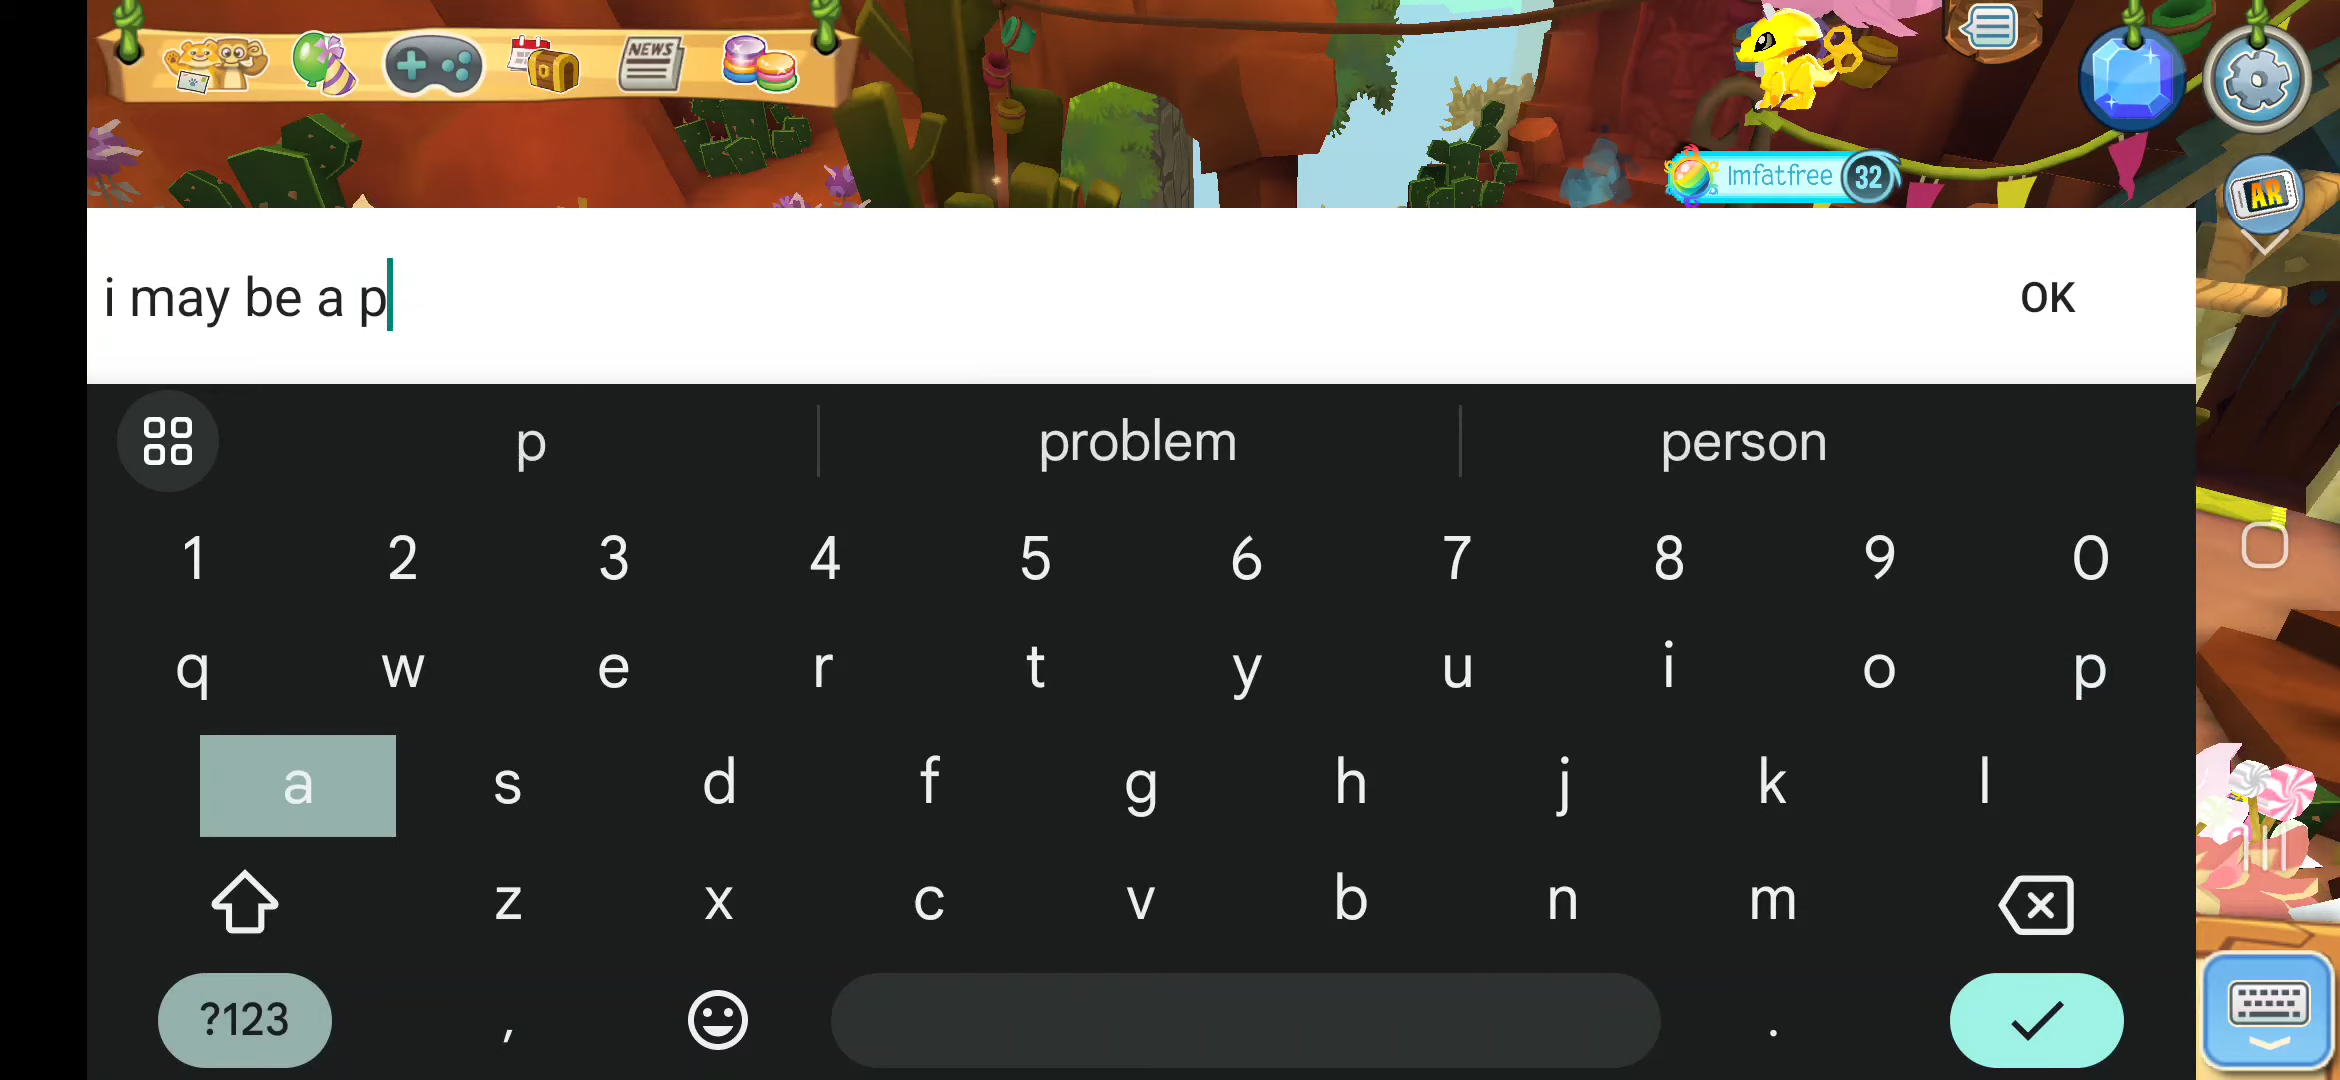 NEWS
Imfatfree 32
AR
i may be a p
OK
p problem person
1 2 3 4 5 6 7 8 9 0
q w e r t y u i o p
a s d f g h j k l
z x c v b n m
?123 , .